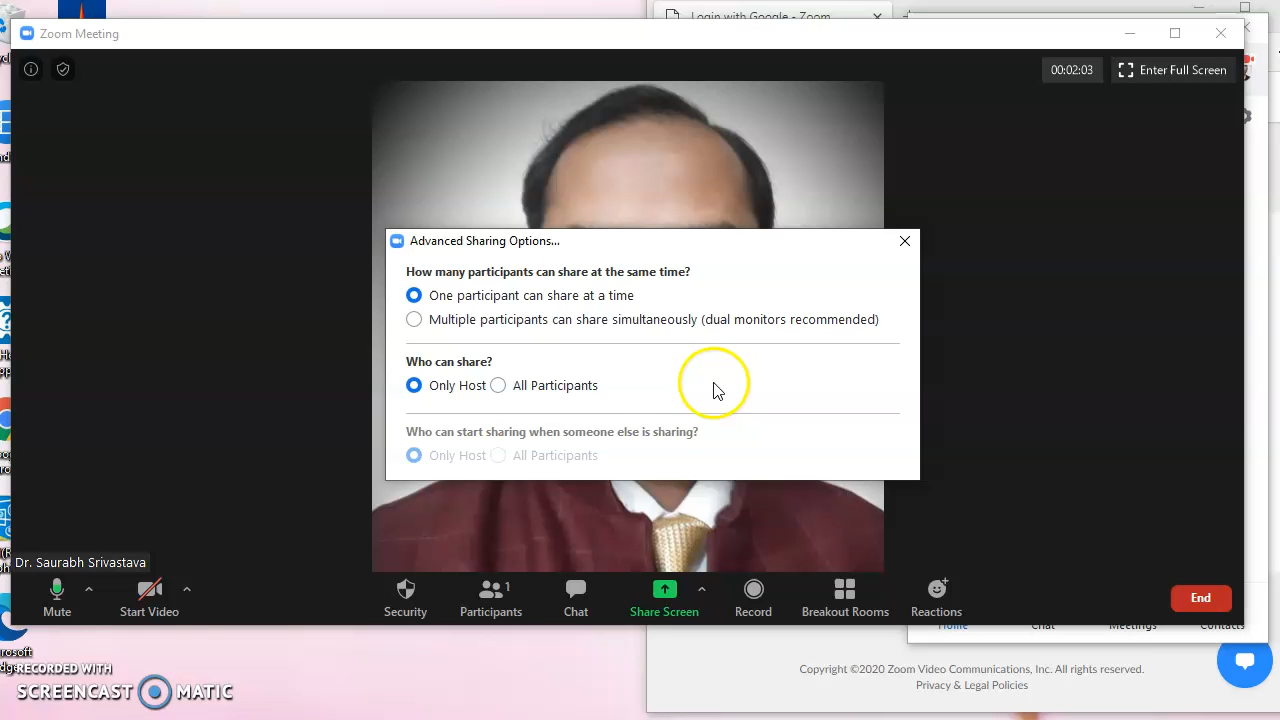 Login with Google - Zoom
Zoom Meeting
00:02:03
Enter Full Screen
Advanced Sharing Options...
How many participants can share at the same time?
One participant can share at a time
Multiple participants can share simultaneously (dual monitors recommended)
Who can share?
Only Host
All Participants
Who can start sharing when someone else is sharing?
Only Host
All Participants
Dr. Saurabh Srivastava
Mute
Start Video
Security
Participants
1
Chat
Share Screen
Record
Breakout Rooms
Reactions
End
Home
Chat
Meetings
Contacts
Copyright ©2020 Zoom Video Communications, Inc. All rights reserved.
Privacy & Legal Policies
RECORDED WITH
SCREENCAST MATIC